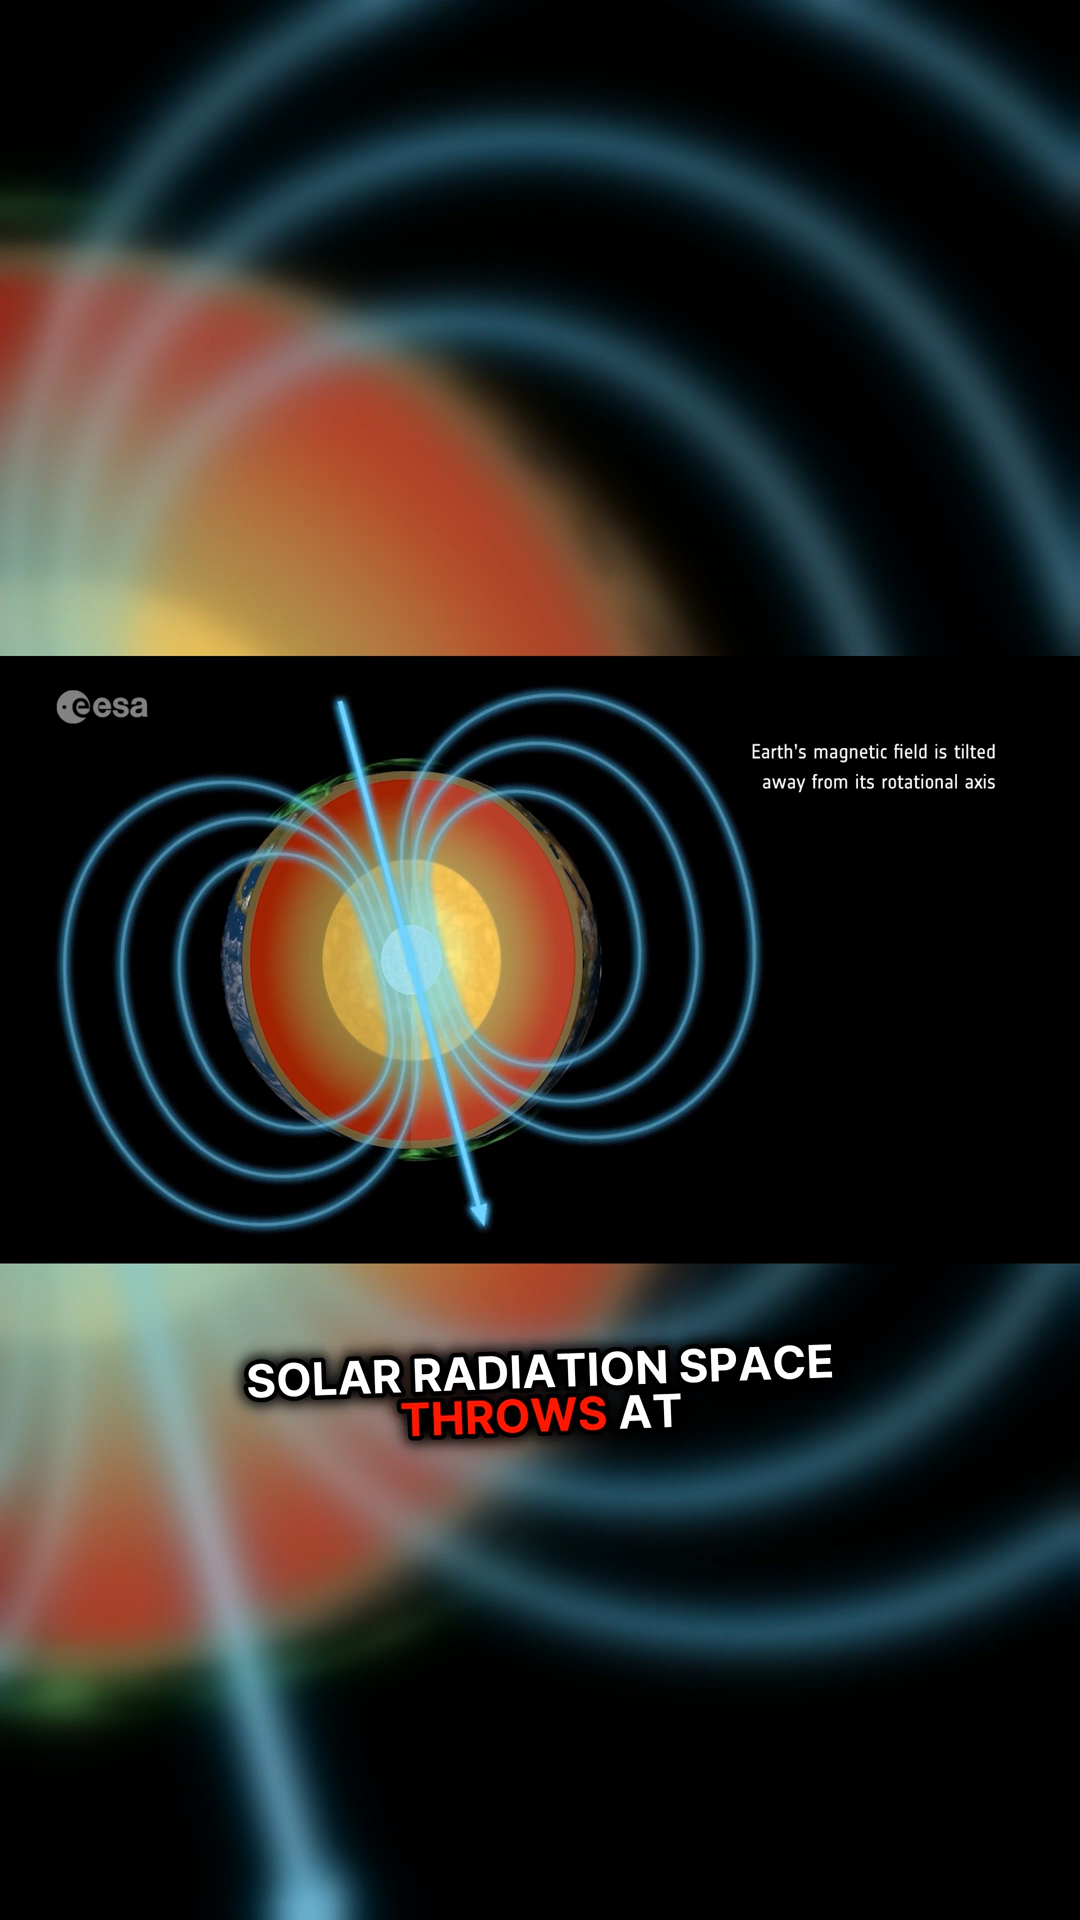 esa
Earth's magnetic field is tilted
away from its rotational axis
SOLAR RADIATION SPACE
THROWS AT